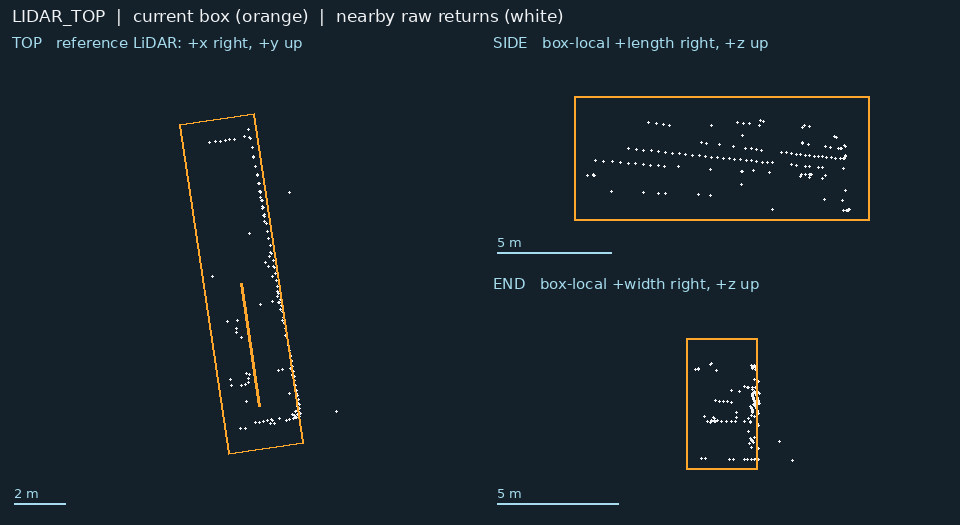 LIDAR_TOP | current box (orange) | nearby raw returns (white)
TOP reference LiDAR: +x right, +y up
SIDE box-local +length right, +z up
5 m
END box-local +width right, +z up
2 m
5 m